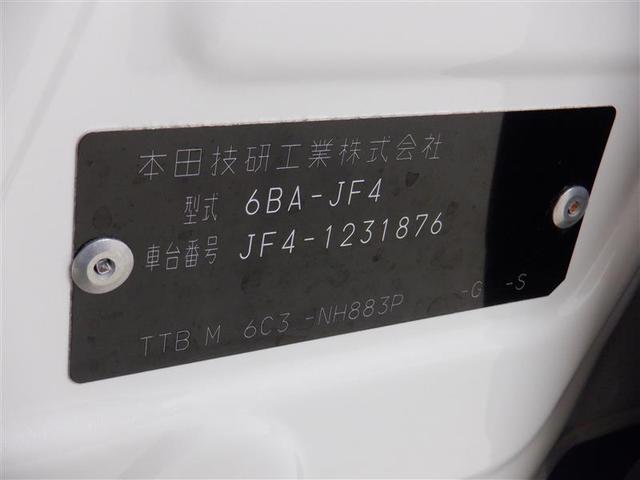 本田技研工業株式会社
型式 6BA-JF4
車台番号 JF4-1231876
TTB M 6C3 -NH883P -G -S